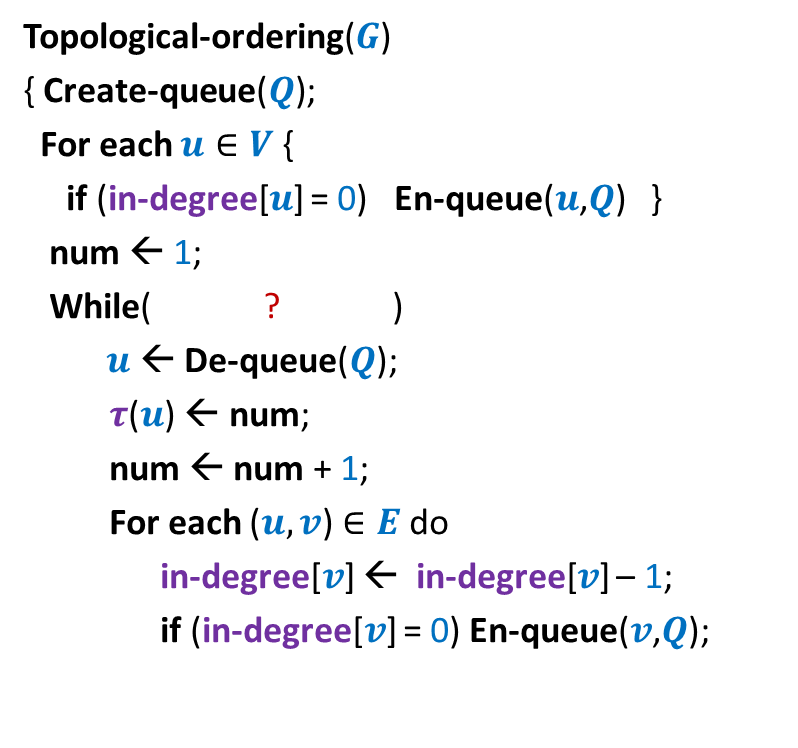 Topological-ordering(G)
{ Create-queue(Q);
For each u ∈ V {
if (in-degree[u] = 0) En-queue(u,Q) }
num ← 1;
While( ? )
u ← De-queue(Q);
τ(u) ← num;
num ← num + 1;
For each (u, v) ∈ E do
in-degree[v] ← in-degree[v] – 1;
if (in-degree[v] = 0) En-queue(v,Q);